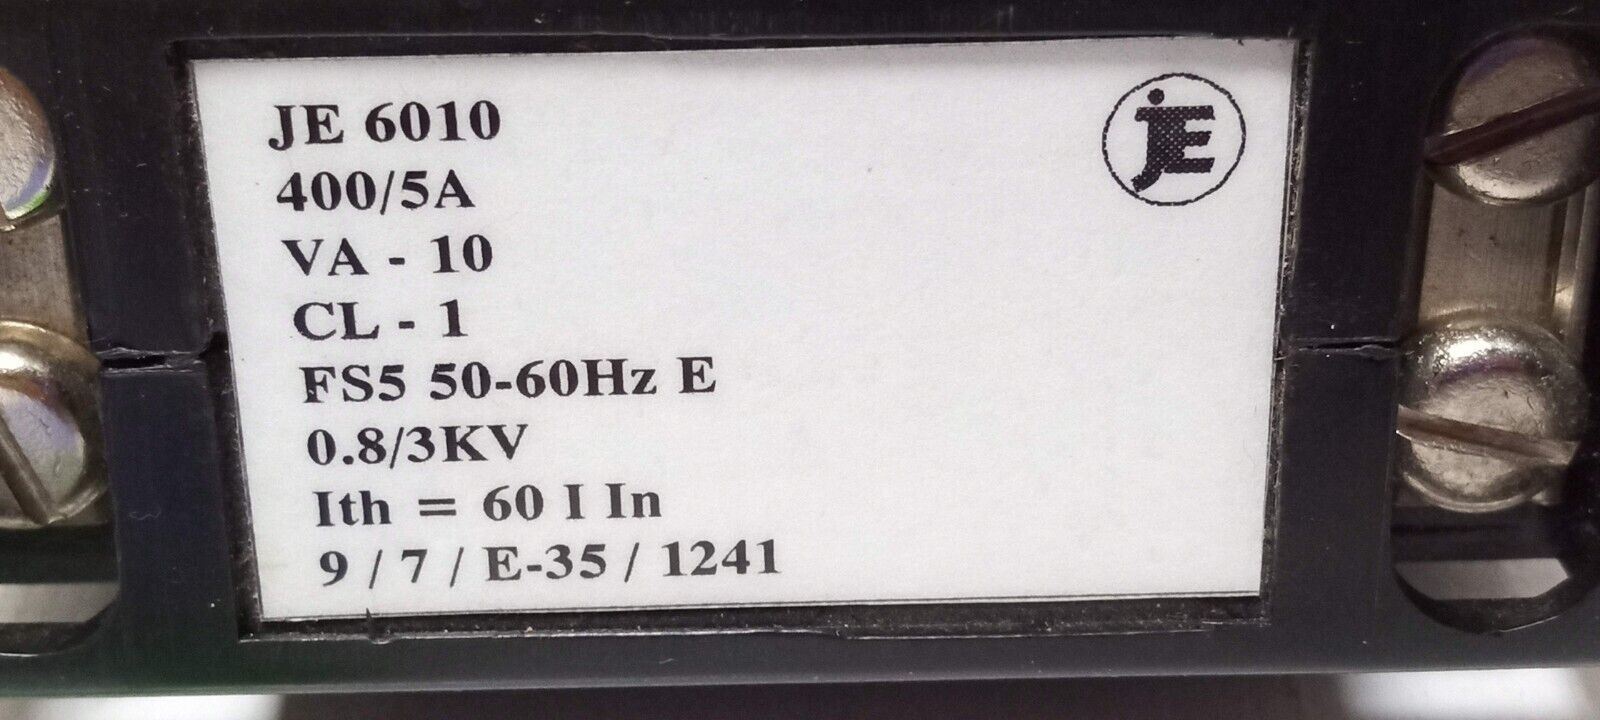 JE 6010
400/5A
VA - 10
CL - 1
FS5 50-60Hz E
0.8/3KV
Ith = 60 I In
9 / 7 / E-35 / 1241
jE